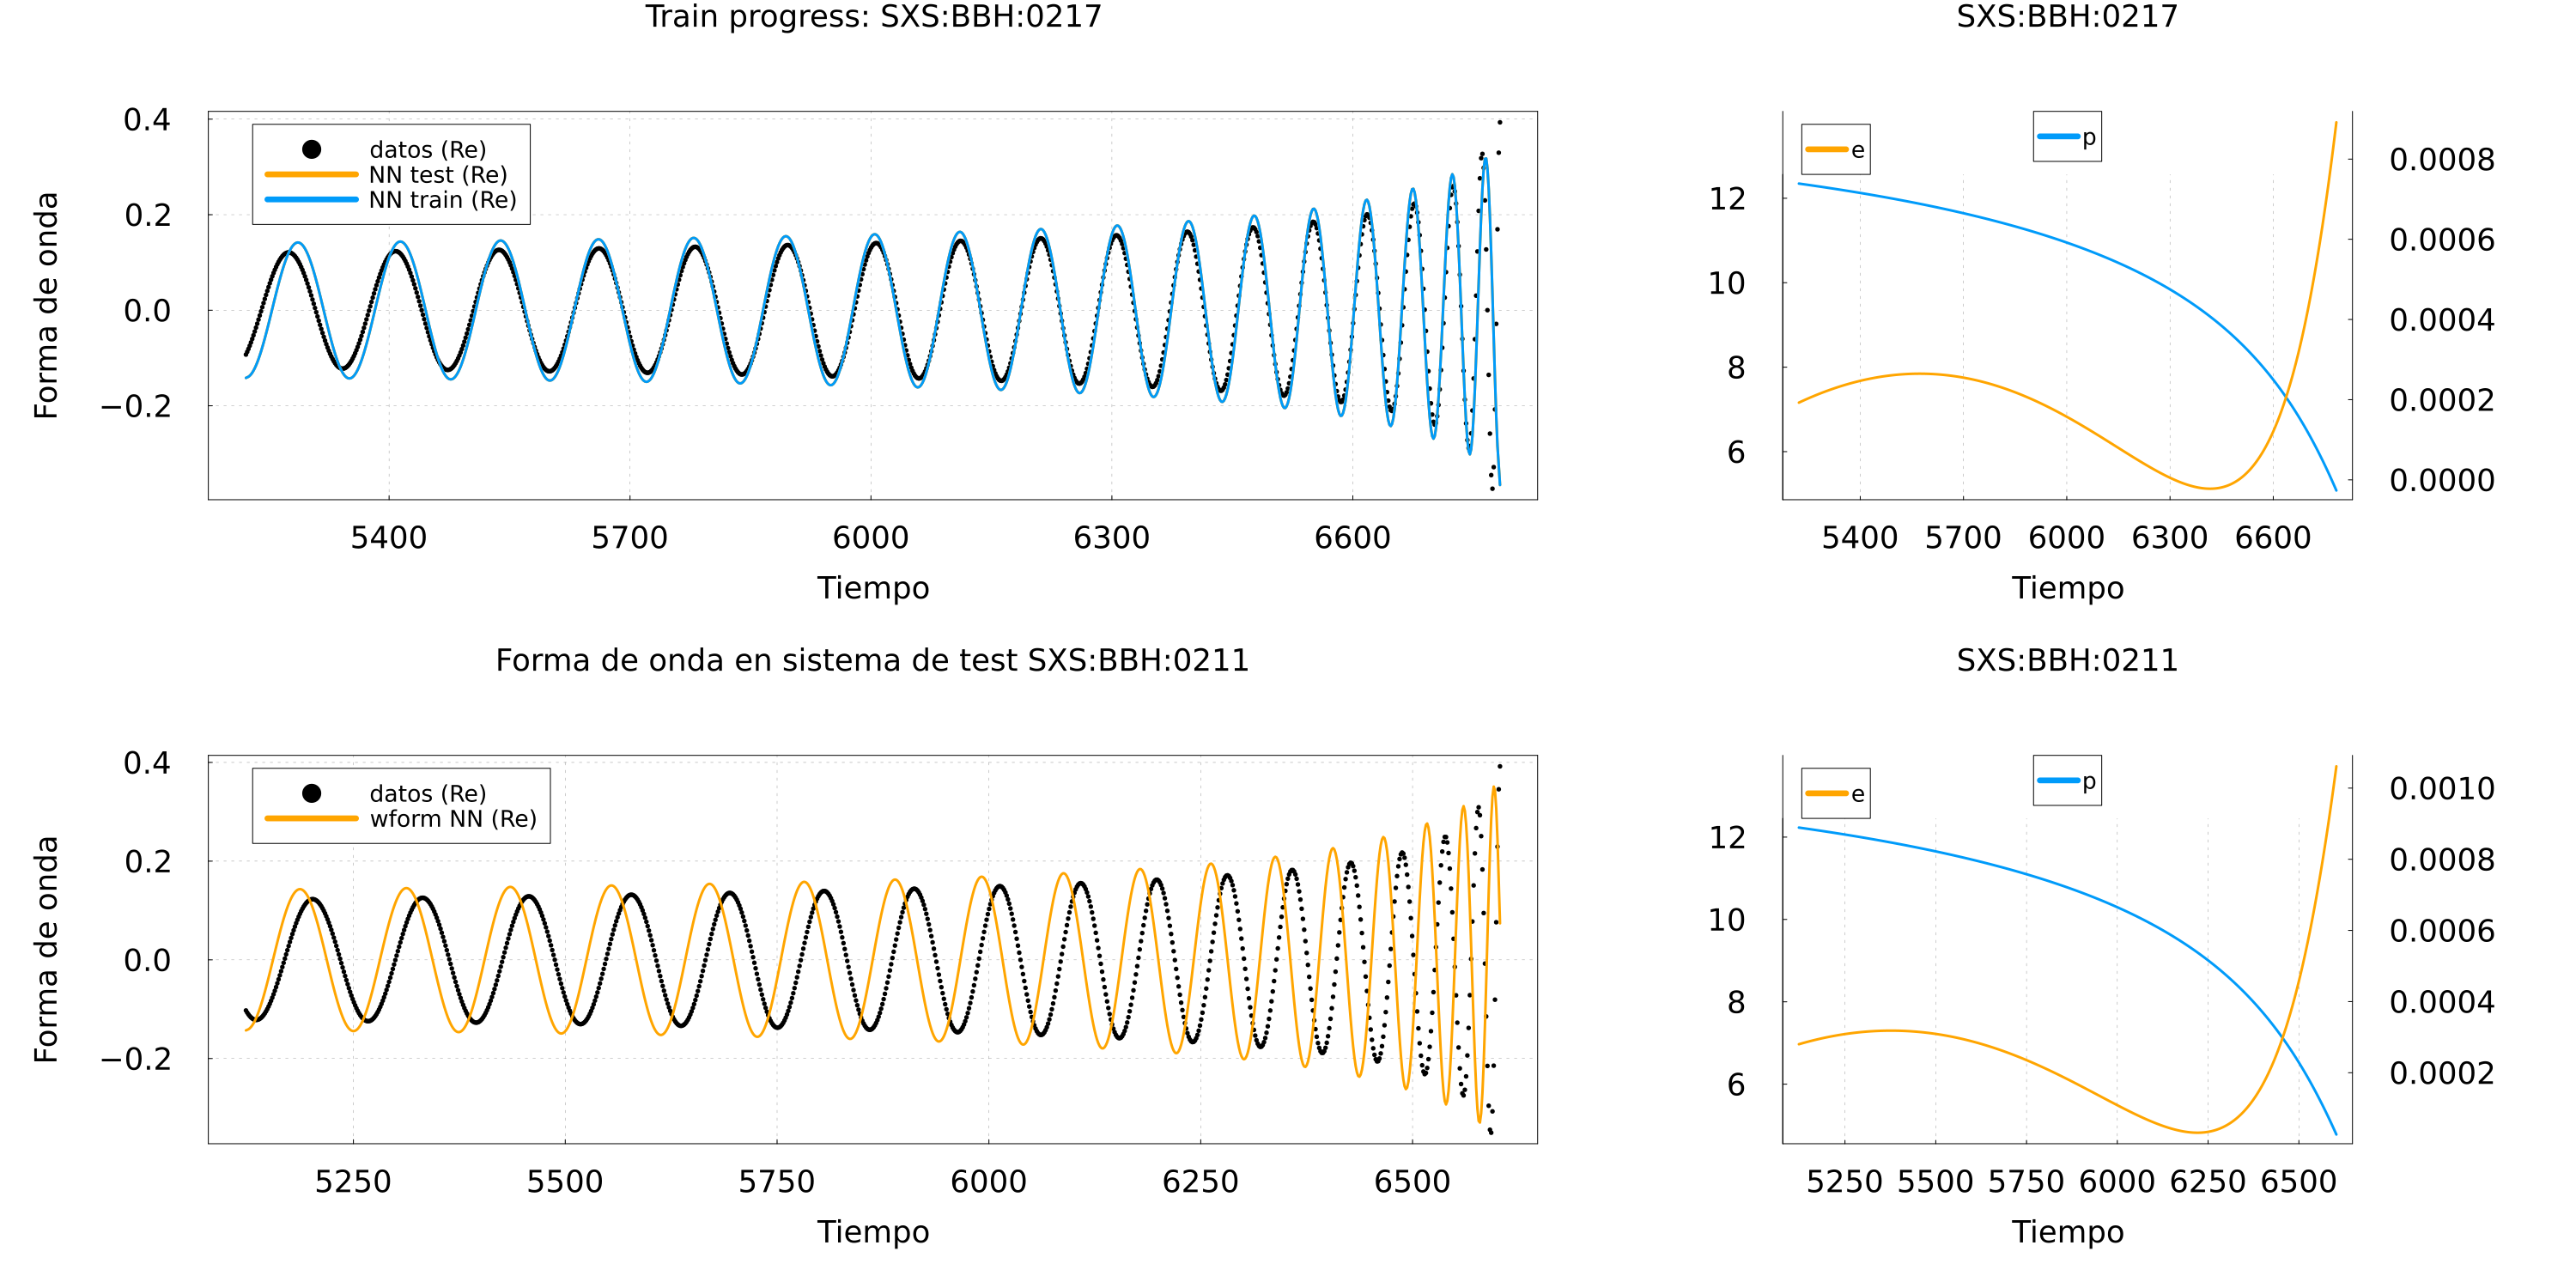 Train progress: SXS:BBH:0217
Forma de onda
0.4
0.2
0.0
−0.2
datos (Re)
NN test (Re)
NN train (Re)
5400 5700 6000 6300 6600
Tiempo
SXS:BBH:0217
e
p
12
10
8
6
0.0008
0.0006
0.0004
0.0002
0.0000
5400 5700 6000 6300 6600
Tiempo
Forma de onda en sistema de test SXS:BBH:0211
Forma de onda
0.4
0.2
0.0
−0.2
datos (Re)
wform NN (Re)
5250 5500 5750 6000 6250 6500
Tiempo
SXS:BBH:0211
e
p
12
10
8
6
0.0010
0.0008
0.0006
0.0004
0.0002
5250 5500 5750 6000 6250 6500
Tiempo